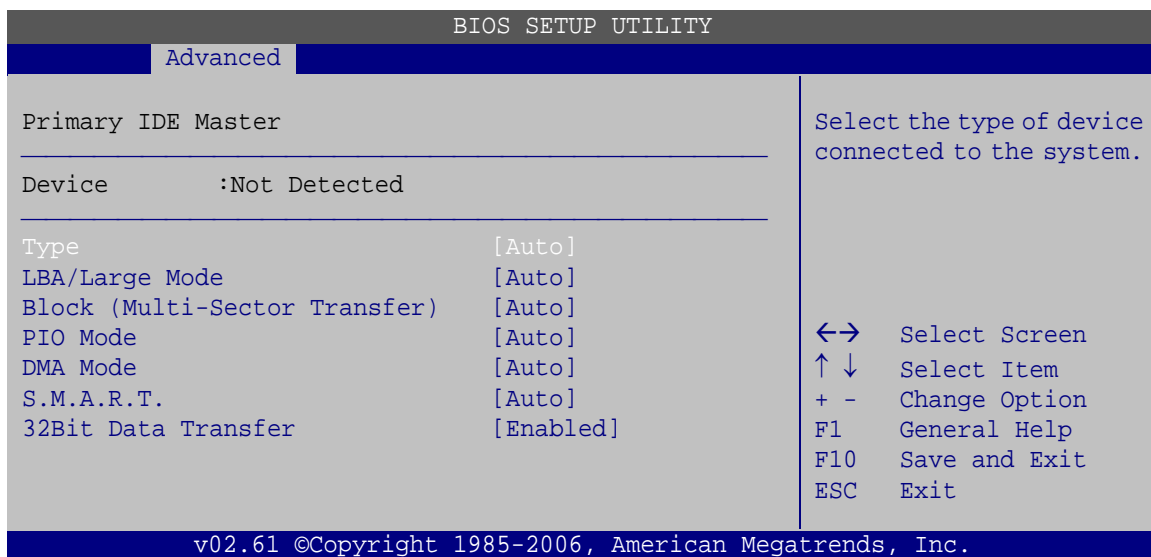 BIOS SETUP UTILITY
Advanced
Primary IDE Master
Device :Not Detected
Type [Auto]
LBA/Large Mode [Auto]
Block (Multi-Sector Transfer) [Auto]
PIO Mode [Auto]
DMA Mode [Auto]
S.M.A.R.T. [Auto]
32Bit Data Transfer [Enabled]
Select the type of device
connected to the system.
←→ Select Screen
↑ ↓ Select Item
+ - Change Option
F1 General Help
F10 Save and Exit
ESC Exit
v02.61 ©Copyright 1985-2006, American Megatrends, Inc.